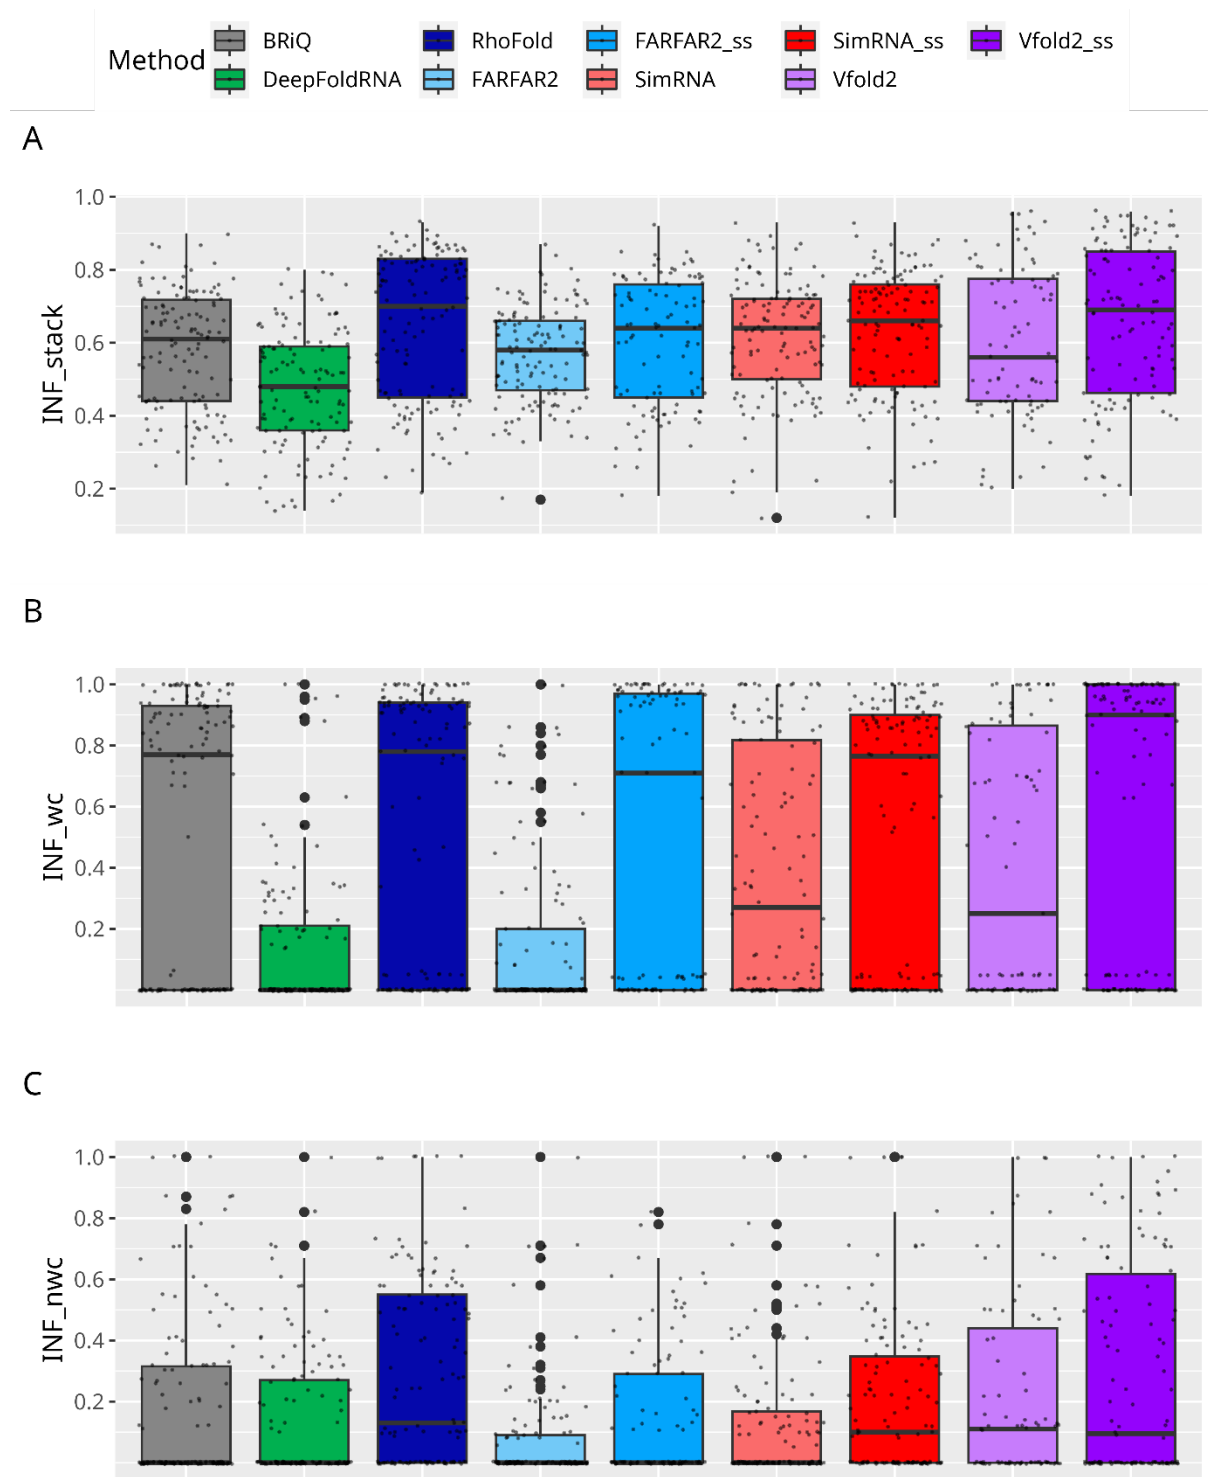 Method BRiQ RhoFold FARFAR2_ss SimRNA_ss Vfold2_ss
DeepFoldRNA FARFAR2 SimRNA Vfold2
A
INF_stack
1.0
0.8
0.6
0.4
0.2
B
INF_wc
1.0
0.8
0.6
0.4
0.2
C
INF_nwc
1.0
0.8
0.6
0.4
0.2